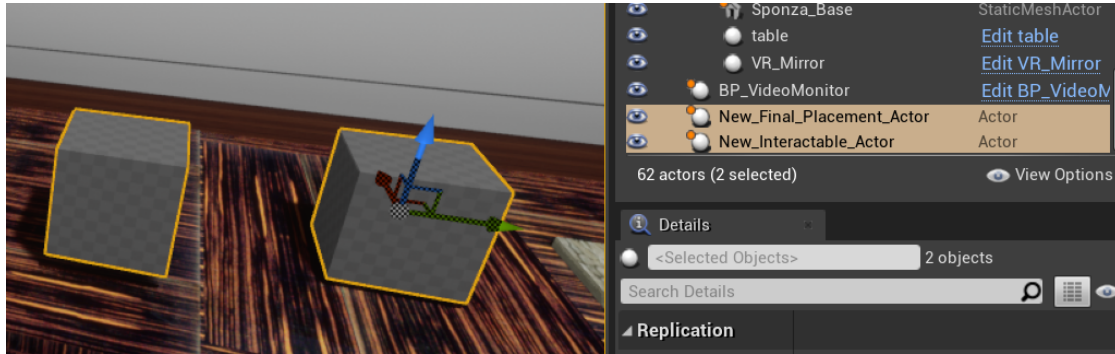 Sponza_Base StaticMeshActor
table Edit table
VR_Mirror Edit VR_Mirror
BP_VideoMonitor Edit BP_VideoM
New_Final_Placement_Actor Actor
New_Interactable_Actor Actor
62 actors (2 selected) View Options
Details
<Selected Objects> 2 objects
Search Details
Replication